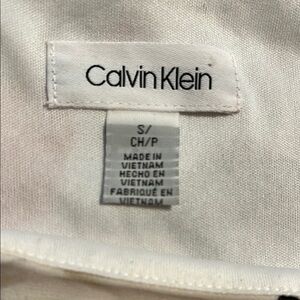 Calvin Klein
S/
CH/P
MADE IN
VIETNAM
HECHO EN
VIETNAM
FABRIQUÉ EN
VIETNAM